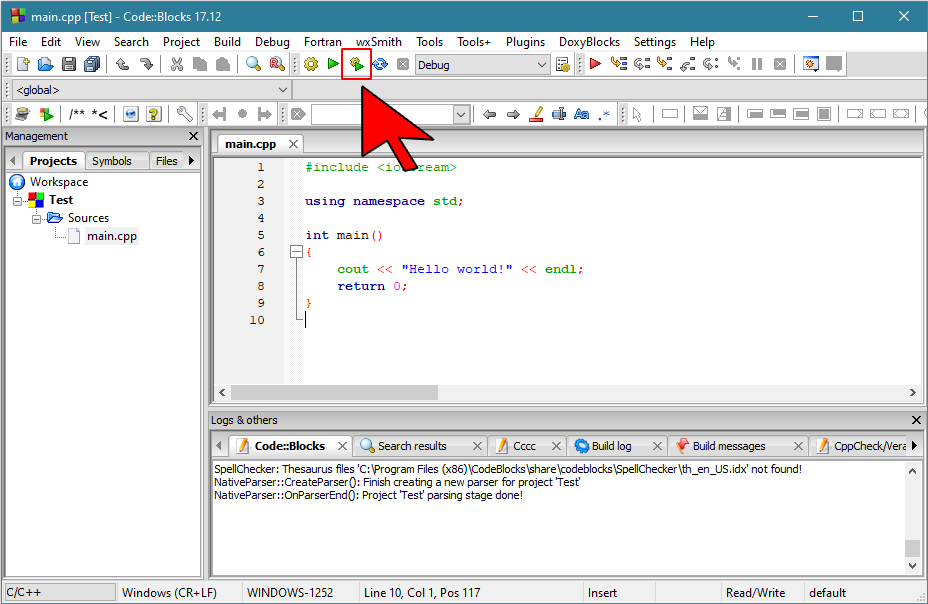 main.cpp [Test] - Code::Blocks 17.12
File Edit View Search Project Build Debug Fortran wxSmith Tools Tools+ Plugins DoxyBlocks Settings Help
Debug
<global>
/** *<
Aa .*
Management
Projects Symbols Files
Workspace
Test
Sources
main.cpp
main.cpp
1 #include <io ream>
2
3 using namespace std;
4
5 int main()
6 {
7 cout << "Hello world!" << endl;
8 return 0;
9 }
10
Logs & others
Code::Blocks Search results Cccc Build log Build messages CppCheck/Vera
SpellChecker: Thesaurus files 'C:\Program Files (x86)\CodeBlocks\share\codeblocks\SpellChecker\th_en_US.idx' not found!
NativeParser::CreateParser(): Finish creating a new parser for project 'Test'
NativeParser::OnParserEnd(): Project 'Test' parsing stage done!
C/C++ Windows (CR+LF) WINDOWS-1252 Line 10, Col 1, Pos 117 Insert Read/Write default